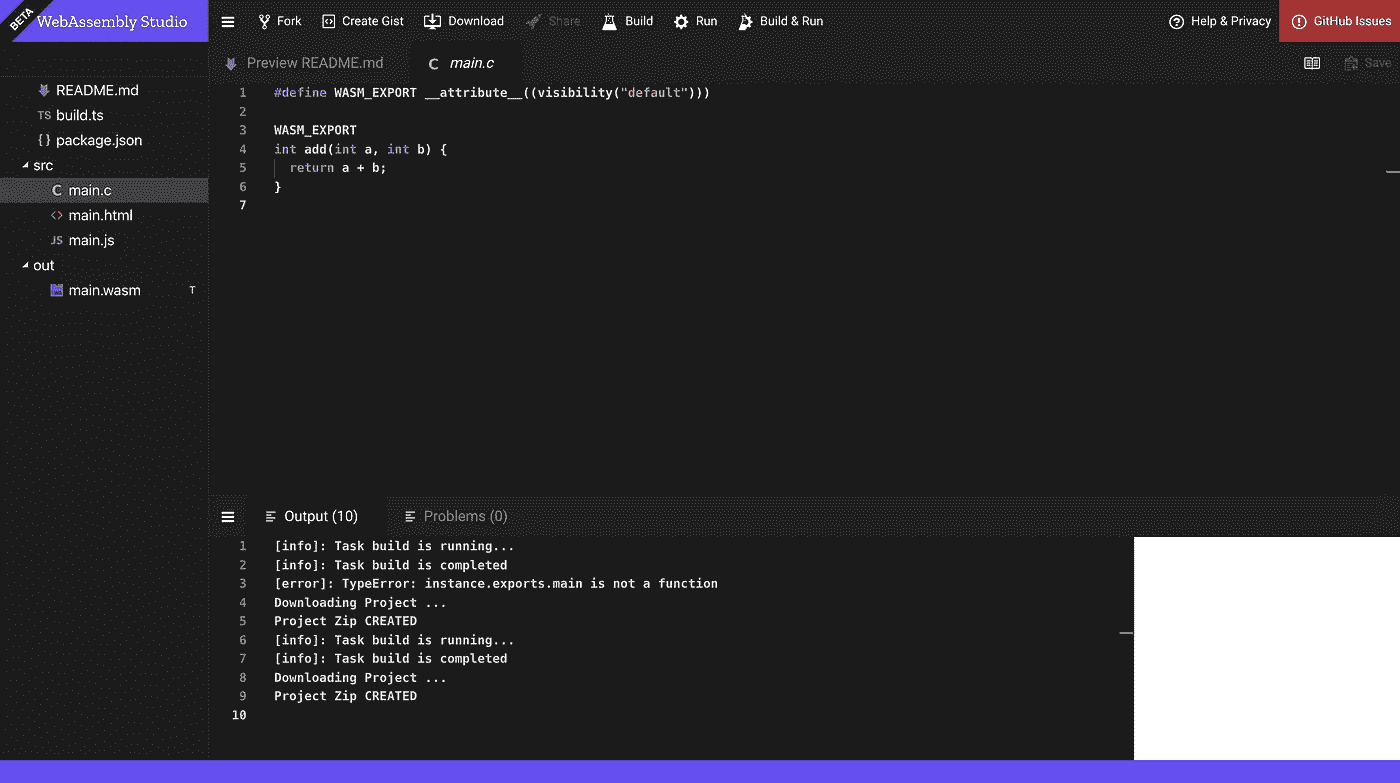 BETA
WebAssembly Studio
Fork Create Gist Download Share Build Run Build & Run Help & Privacy GitHub Issues
Preview README.md C main.c Save
README.md
TS build.ts
{ } package.json
src
C main.c
<> main.html
JS main.js
out
main.wasm T
1 #define WASM_EXPORT __attribute__((visibility("default")))
2
3 WASM_EXPORT
4 int add(int a, int b) {
5 return a + b;
6 }
7
Output (10) Problems (0)
1 [info]: Task build is running...
2 [info]: Task build is completed
3 [error]: TypeError: instance.exports.main is not a function
4 Downloading Project ...
5 Project Zip CREATED
6 [info]: Task build is running...
7 [info]: Task build is completed
8 Downloading Project ...
9 Project Zip CREATED
10